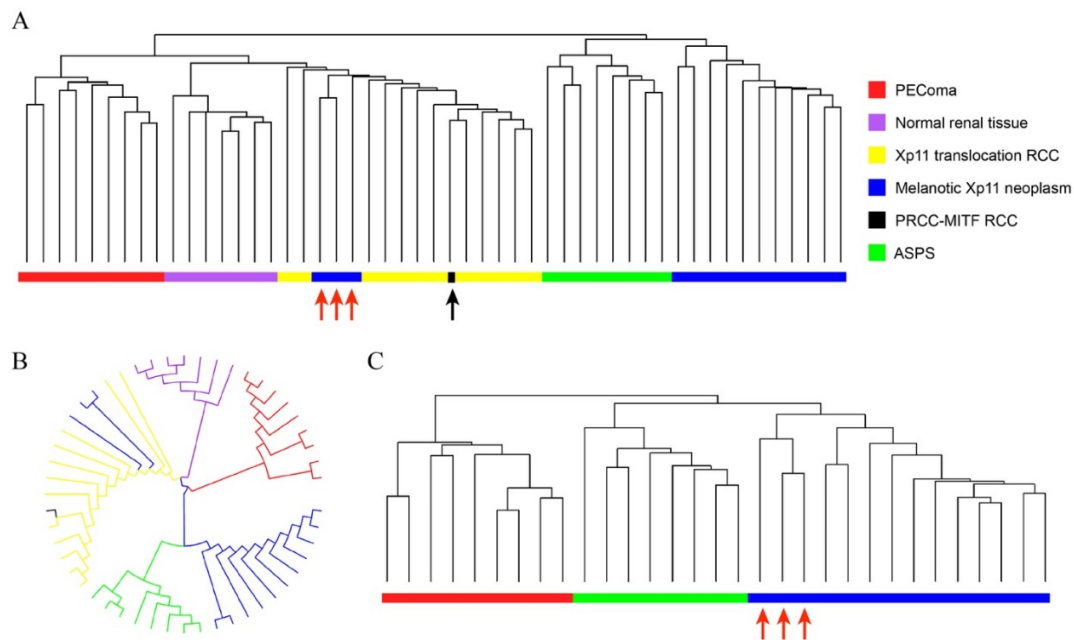 A
PEComa
Normal renal tissue
Xp11 translocation RCC
Melanotic Xp11 neoplasm
PRCC-MITF RCC
ASPS
B
C